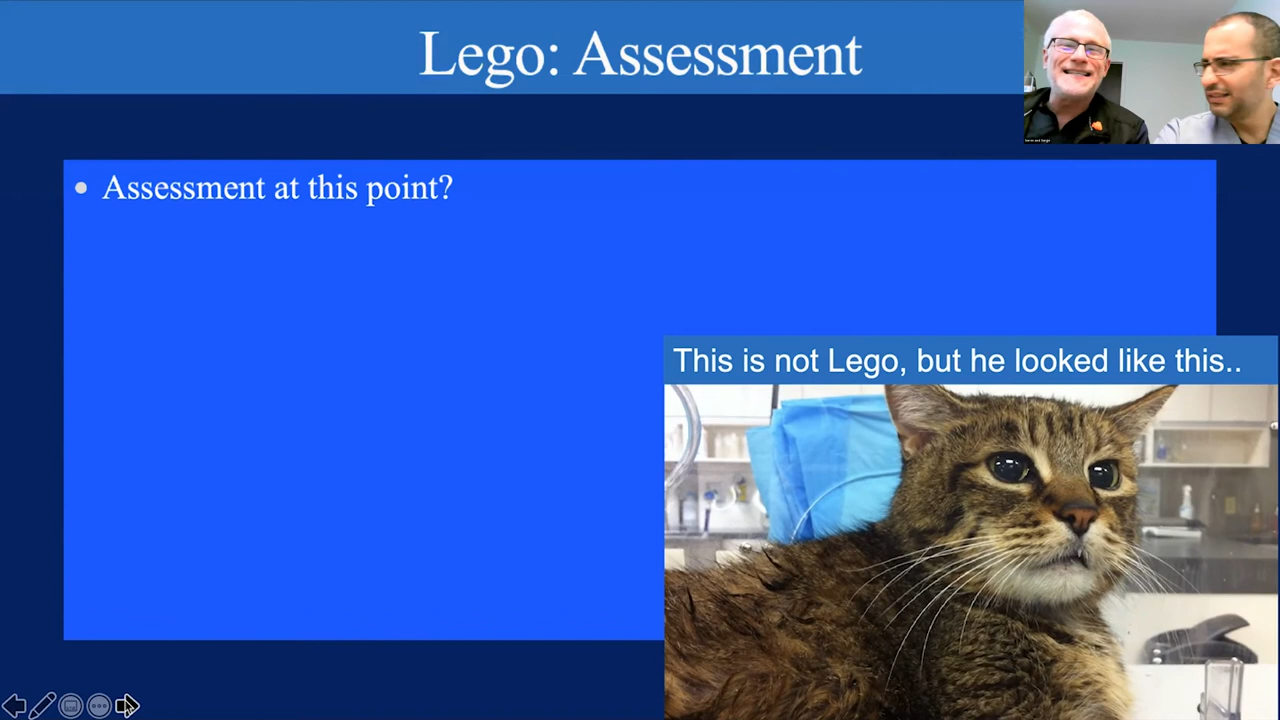 Lego: Assessment
• Assessment at this point?
This is not Lego, but he looked like this..